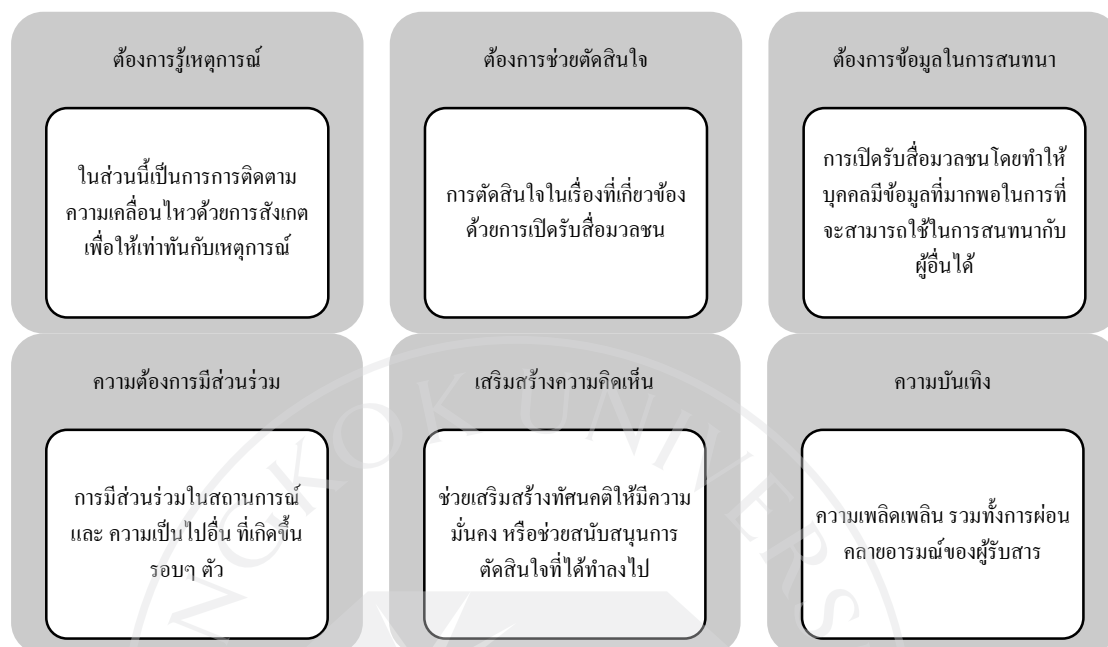 ต้องการรู้เหตุการณ์
ในส่วนนี้เป็นการการติดตาม
ความเคลื่อนไหวด้วยการสังเกต
เพื่อให้เท่าทันกับเหตุการณ์
ต้องการช่วยตัดสินใจ
การตัดสินใจในเรื่องที่เกี่ยวข้อง
ด้วยการเปิดรับสื่อมวลชน
ต้องการข้อมูลในการสนทนา
การเปิดรับสื่อมวลชนโดยทำให้
บุคคลมีข้อมูลที่มากพอในการที่
จะสามารถใช้ในการสนทนากับ
ผู้อื่นได้
ความต้องการมีส่วนร่วม
การมีส่วนร่วมในสถานการณ์
และ ความเป็นไปอื่น ที่เกิดขึ้น
รอบๆ ตัว
เสริมสร้างความคิดเห็น
ช่วยเสริมสร้างทัศนคติให้มีความ
มั่นคง หรือช่วยสนับสนุนการ
ตัดสินใจที่ได้ทำลงไป
ความบันเทิง
ความเพลิดเพลิน รวมทั้งการผ่อน
คลายอารมณ์ของผู้รับสาร
NGKOK UNIVERS